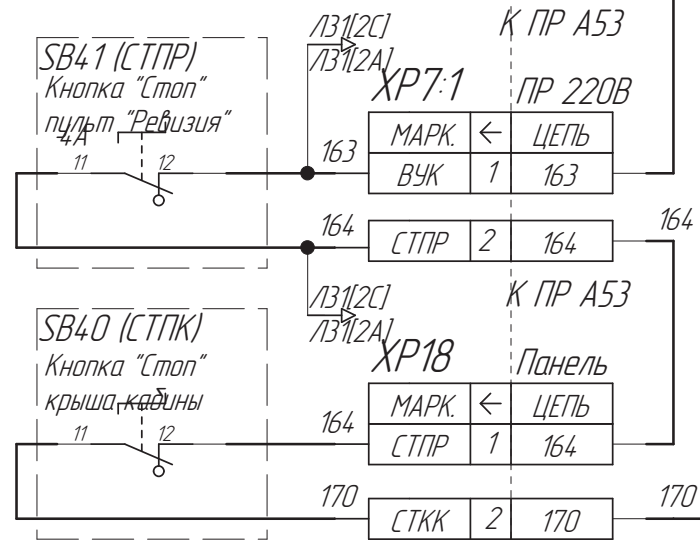 Л31[2С]
Л31[2А]
К ПР А53
SB41 (СТПР)
Кнопка "Стоп"
пульт "Ревизия"
4А
11 12
163
XP7:1 ПР 220В
МАРК. ← ЦЕПЬ
ВУК 1 163
164
СТПР 2 164
164
Л31[2С]
Л31[2А]
К ПР А53
SB40 (СТПК)
Кнопка "Стоп"
крыша кабины
11 12
XP18 Панель
МАРК. ← ЦЕПЬ
164
СТПР 1 164
170
СТКК 2 170
170